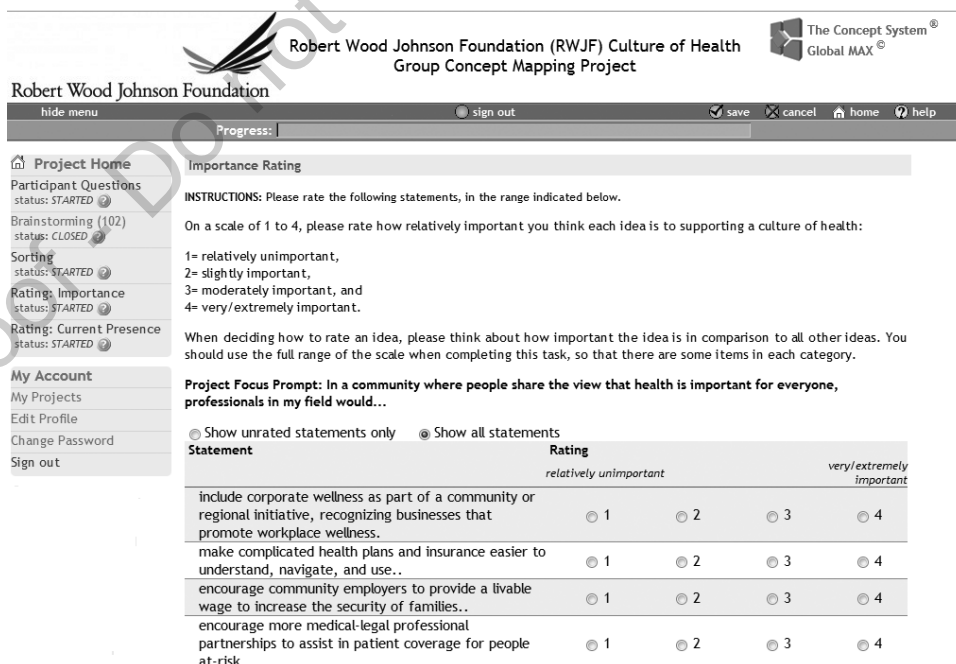 Robert Wood Johnson Foundation
Robert Wood Johnson Foundation (RWJF) Culture of Health
Group Concept Mapping Project
The Concept System®
Global MAX ©
hide menu
sign out
save
cancel
home
help
Progress:
Project Home
Participant Questions
status: STARTED
Brainstorming (102)
status: CLOSED
Sorting
status: STARTED
Rating: Importance
status: STARTED
Rating: Current Presence
status: STARTED
My Account
My Projects
Edit Profile
Change Password
Sign out
Importance Rating
INSTRUCTIONS: Please rate the following statements, in the range indicated below.
On a scale of 1 to 4, please rate how relatively important you think each idea is to supporting a culture of health:
1= relatively unimportant,
2= slightly important,
3= moderately important, and
4= very/extremely important.
When deciding how to rate an idea, please think about how important the idea is in comparison to all other ideas. You
should use the full range of the scale when completing this task, so that there are some items in each category.
Project Focus Prompt: In a community where people share the view that health is important for everyone,
professionals in my field would...
Show unrated statements only
Show all statements
Statement
Rating
relatively unimportant
very/extremely
important
include corporate wellness as part of a community or
regional initiative, recognizing businesses that
promote workplace wellness.
1 2 3 4
make complicated health plans and insurance easier to
understand, navigate, and use..
1 2 3 4
encourage community employers to provide a livable
wage to increase the security of families..
1 2 3 4
encourage more medical-legal professional
partnerships to assist in patient coverage for people
at-risk
1 2 3 4